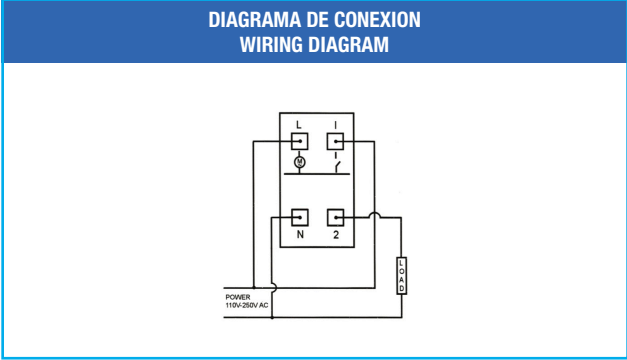 DIAGRAMA DE CONEXION
WIRING DIAGRAM
L I
M
N 2
LOAD
POWER
110V-250V AC